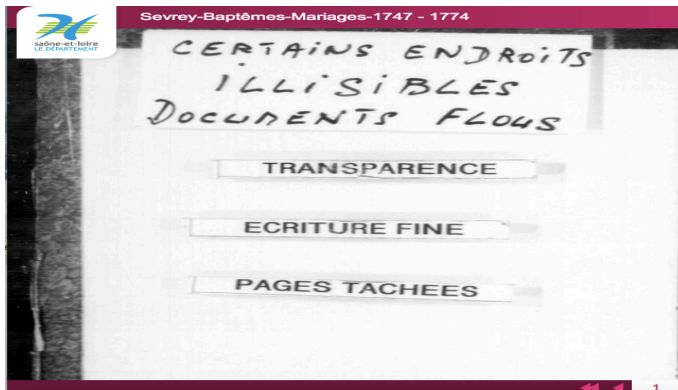 Sevrey-Baptêmes-Mariages-1747 - 1774
saône-et-loire
LE DÉPARTEMENT
CERTAINS ENDROITS
ILLISIBLES
DOCUMENTS FLOUS
TRANSPARENCE
ECRITURE FINE
PAGES TACHEES
1